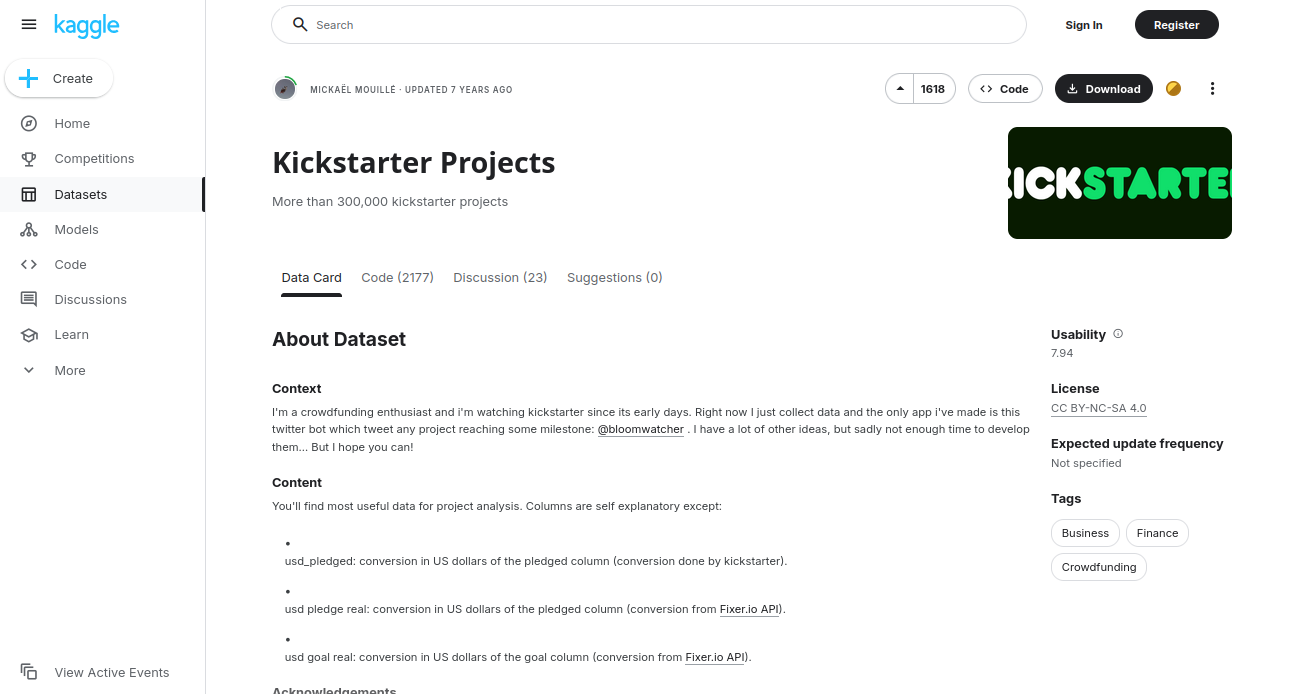 kaggle
Search
Sign In
Register
Create
Home
Competitions
Datasets
Models
Code
Discussions
Learn
More
View Active Events
MICKAËL MOUILLÉ · UPDATED 7 YEARS AGO
1618
Code
Download
Kickstarter Projects
More than 300,000 kickstarter projects
KICKSTARTER
Data Card
Code (2177)
Discussion (23)
Suggestions (0)
About Dataset
Context
I'm a crowdfunding enthusiast and i'm watching kickstarter since its early days. Right now I just collect data and the only app i've made is this
twitter bot which tweet any project reaching some milestone: @bloomwatcher . I have a lot of other ideas, but sadly not enough time to develop
them... But I hope you can!
Content
You'll find most useful data for project analysis. Columns are self explanatory except:
•
usd_pledged: conversion in US dollars of the pledged column (conversion done by kickstarter).
•
usd pledge real: conversion in US dollars of the pledged column (conversion from Fixer.io API).
•
usd goal real: conversion in US dollars of the goal column (conversion from Fixer.io API).
Acknowledgements
Usability
7.94
License
CC BY-NC-SA 4.0
Expected update frequency
Not specified
Tags
Business
Finance
Crowdfunding